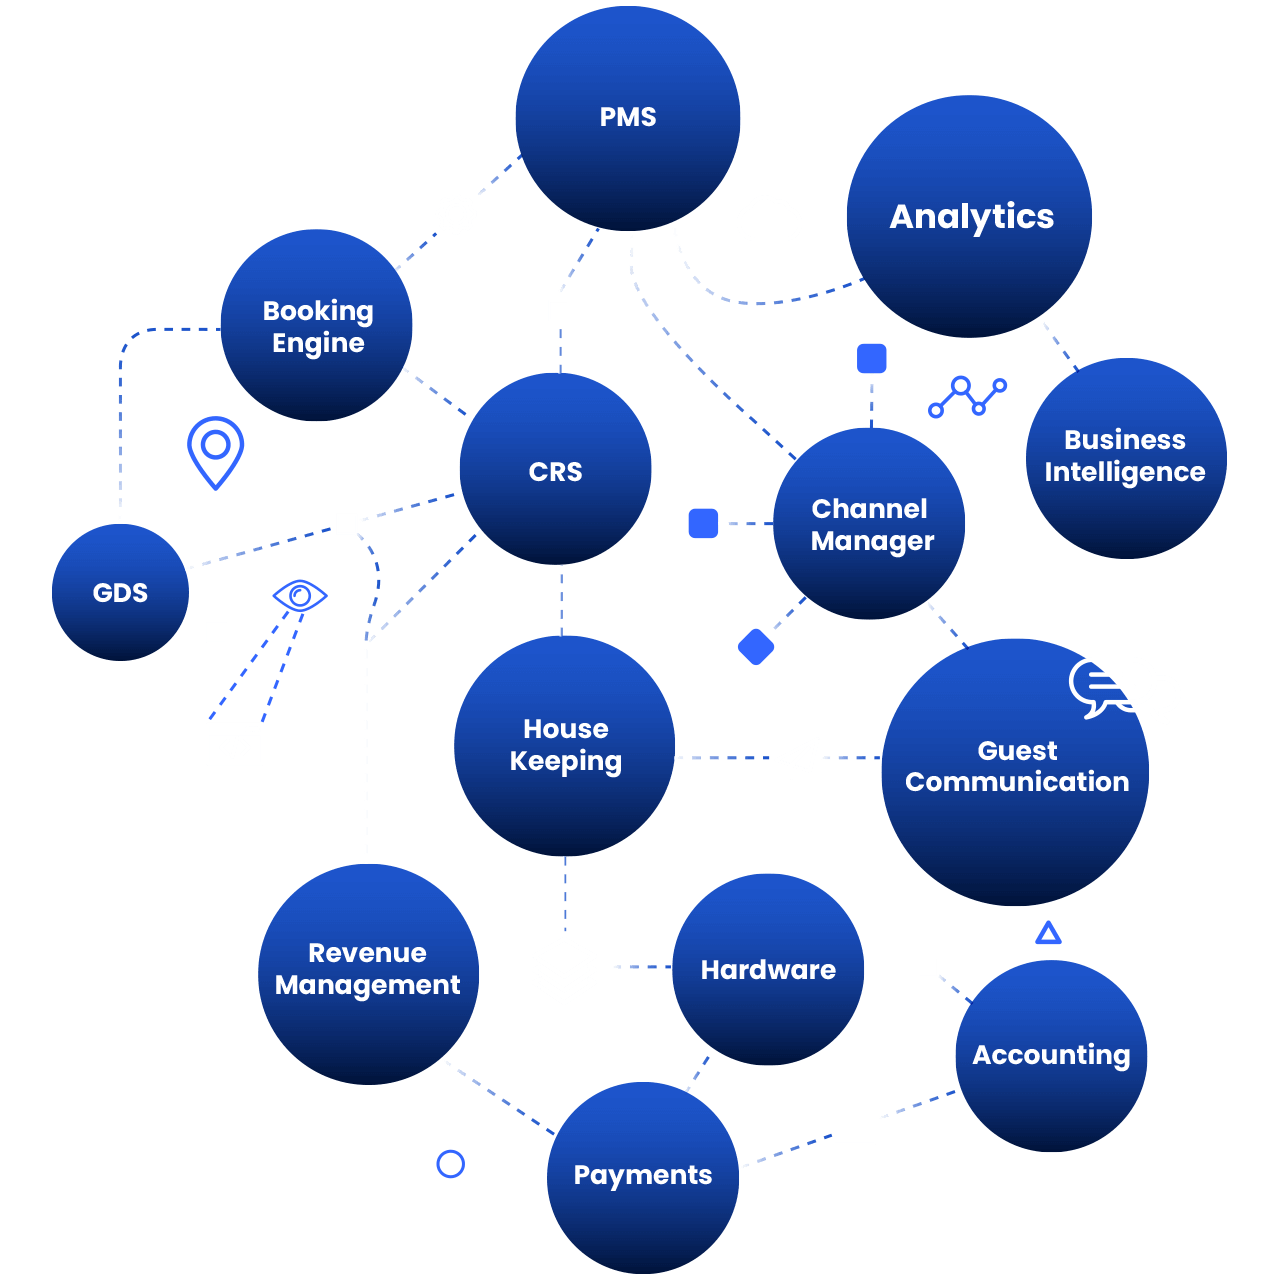 PMS
Analytics
Booking
Engine
Business
Intelligence
CRS
Channel
Manager
GDS
House
Keeping
Guest
Communication
Revenue
Management
Hardware
Accounting
Payments